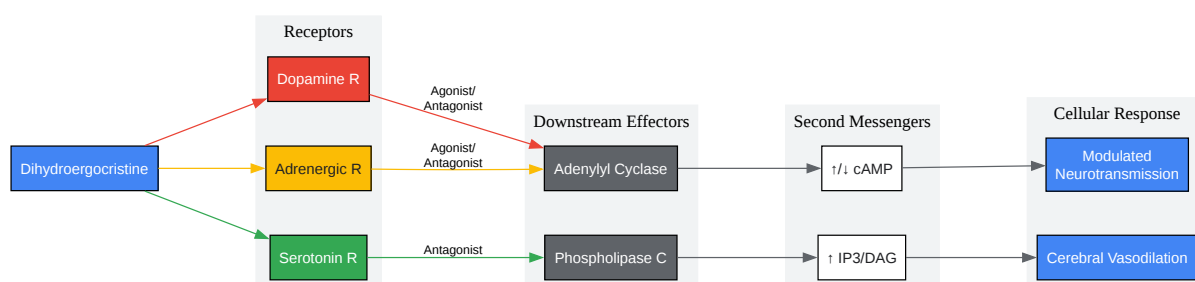 Receptors
Dopamine R
Agonist/
Antagonist
Downstream Effectors
Second Messengers
Cellular Response
Dihydroergocristine
Adrenergic R
Agonist/
Antagonist
Adenylyl Cyclase
↑/↓ cAMP
Modulated
Neurotransmission
Serotonin R
Antagonist
Phospholipase C
↑ IP3/DAG
Cerebral Vasodilation